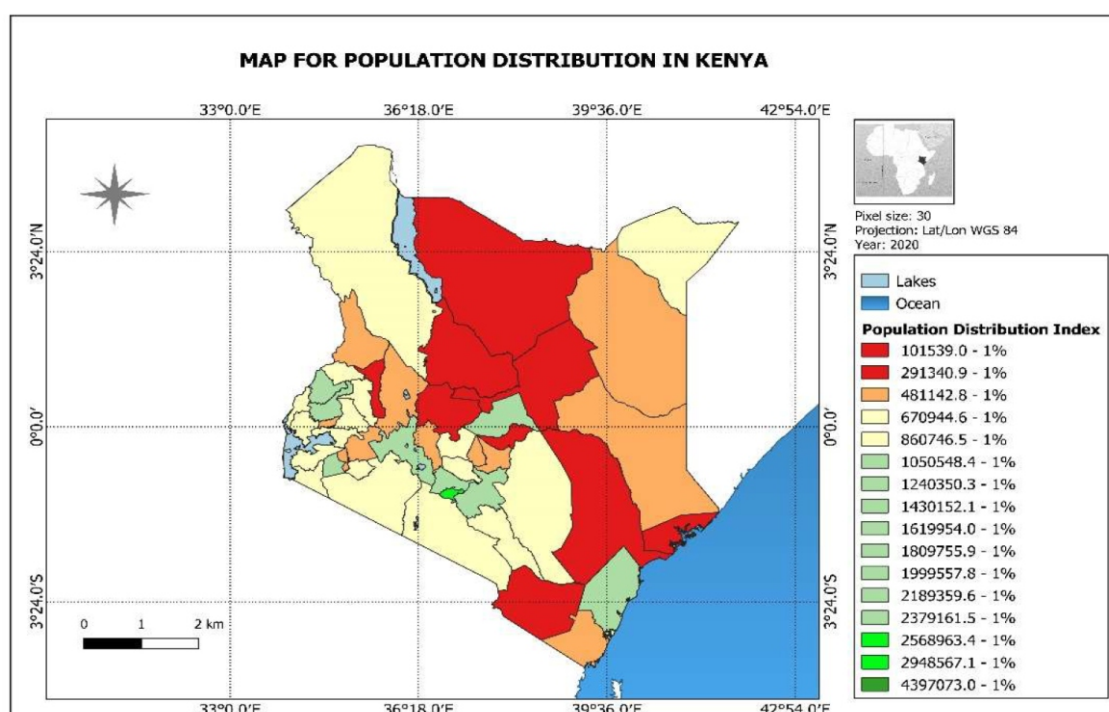 MAP FOR POPULATION DISTRIBUTION IN KENYA
33°0.0'E 36°18.0'E 39°36.0'E 42°54.0'E
3°24.0'N
0°0.0'
3°24.0'S
3°24.0'N
0°0.0'
3°24.0'S
0 1 2 km
33°0.0'E 36°18.0'E 39°36.0'E 42°54.0'E
Pixel size: 30
Projection: Lat/Lon WGS 84
Year: 2020
Lakes
Ocean
Population Distribution Index
101539.0 - 1%
291340.9 - 1%
481142.8 - 1%
670944.6 - 1%
860746.5 - 1%
1050548.4 - 1%
1240350.3 - 1%
1430152.1 - 1%
1619954.0 - 1%
1809755.9 - 1%
1999557.8 - 1%
2189359.6 - 1%
2379161.5 - 1%
2568963.4 - 1%
2948567.1 - 1%
4397073.0 - 1%